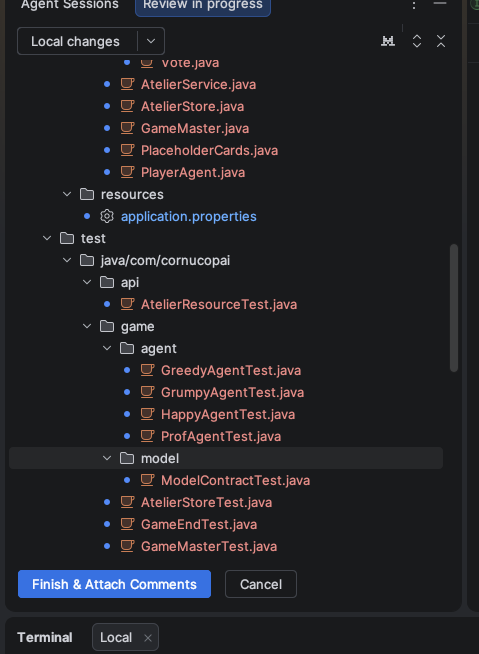 Agent Sessions Review in progress
Local changes
Vote.java
AtelierService.java
AtelierStore.java
GameMaster.java
PlaceholderCards.java
PlayerAgent.java
resources
application.properties
test
java/com/cornucopai
api
AtelierResourceTest.java
game
agent
GreedyAgentTest.java
GrumpyAgentTest.java
HappyAgentTest.java
ProfAgentTest.java
model
ModelContractTest.java
AtelierStoreTest.java
GameEndTest.java
GameMasterTest.java
Finish & Attach Comments Cancel
Terminal Local